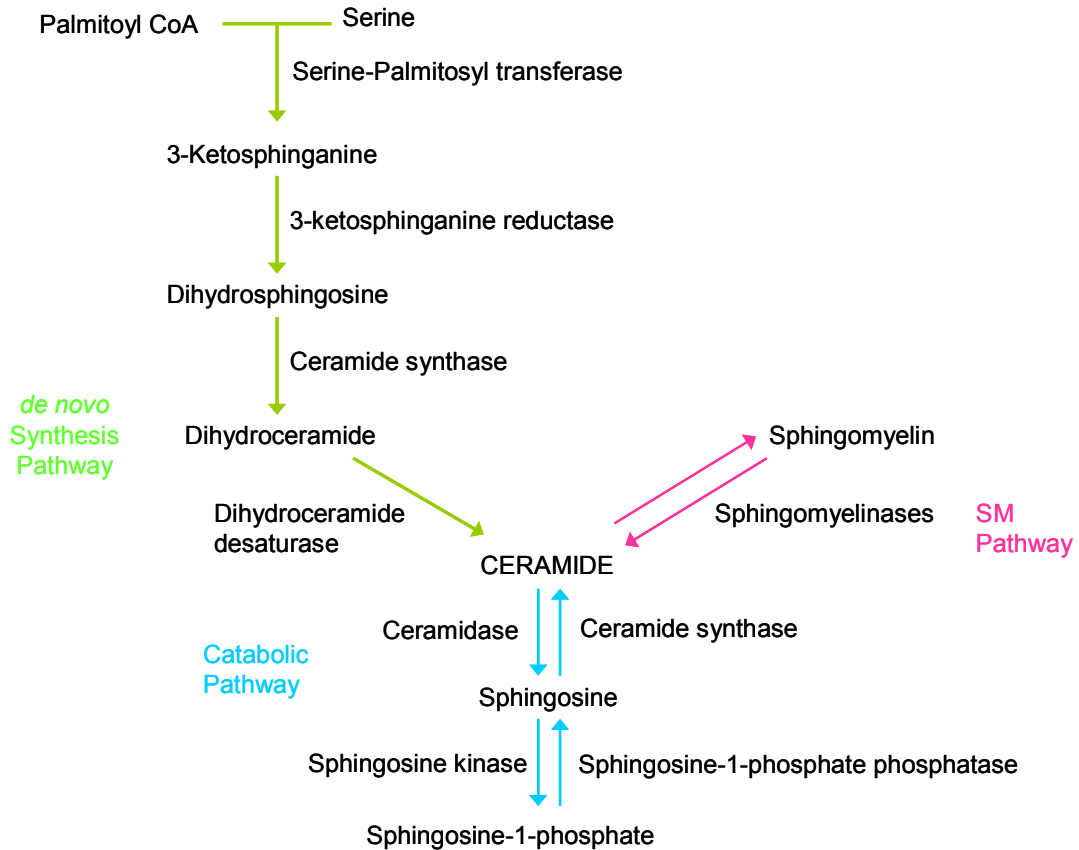 Palmitoyl CoA
Serine
Serine-Palmitosyl transferase
3-Ketosphinganine
3-ketosphinganine reductase
Dihydrosphingosine
Ceramide synthase
de novo
Synthesis
Pathway
Dihydroceramide
Sphingomyelin
Dihydroceramide
desaturase
Sphingomyelinases
SM
Pathway
CERAMIDE
Ceramidase
Ceramide synthase
Catabolic
Pathway
Sphingosine
Sphingosine kinase
Sphingosine-1-phosphate phosphatase
Sphingosine-1-phosphate